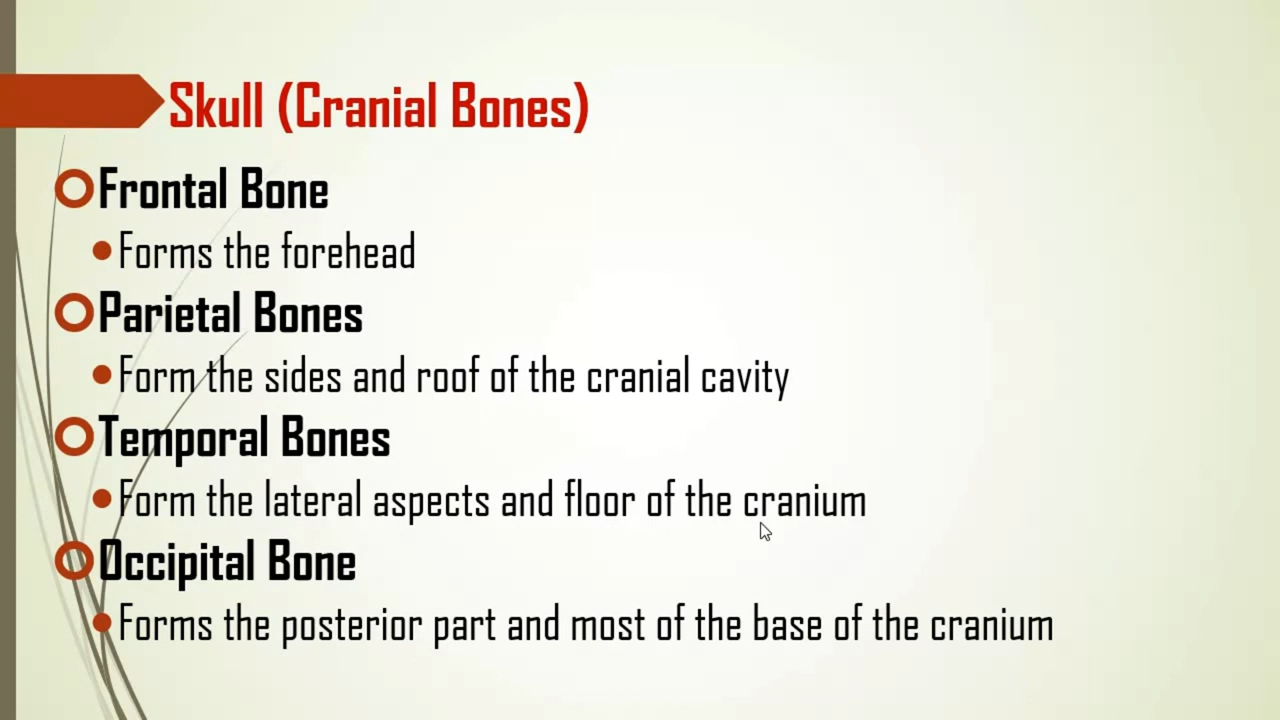 Skull (Cranial Bones)
Frontal Bone
Forms the forehead
Parietal Bones
Form the sides and roof of the cranial cavity
Temporal Bones
Form the lateral aspects and floor of the cranium
Occipital Bone
Forms the posterior part and most of the base of the cranium